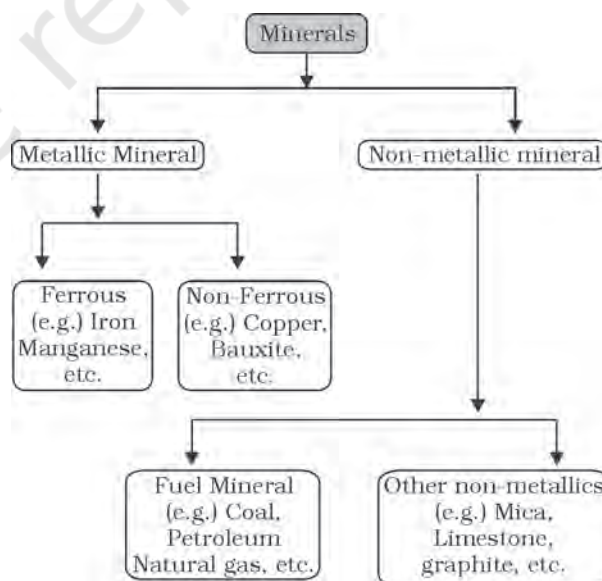 Minerals
Metallic Mineral
Non-metallic mineral
Ferrous
(e.g.) Iron
Manganese,
etc.
Non-Ferrous
(e.g.) Copper,
Bauxite,
etc.
Fuel Mineral
(e.g.) Coal,
Petroleum
Natural gas, etc.
Other non-metallics
(e.g.) Mica,
Limestone,
graphite, etc.